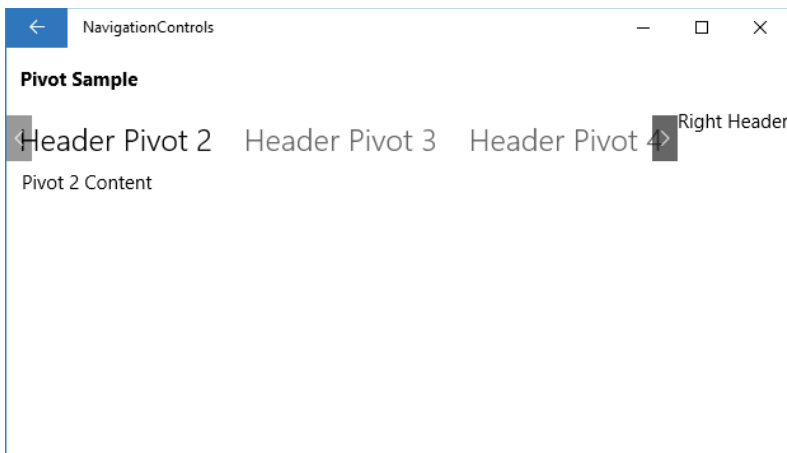 NavigationControls
Pivot Sample
Header Pivot 2 Header Pivot 3 Header Pivot 4 Right Header
Pivot 2 Content